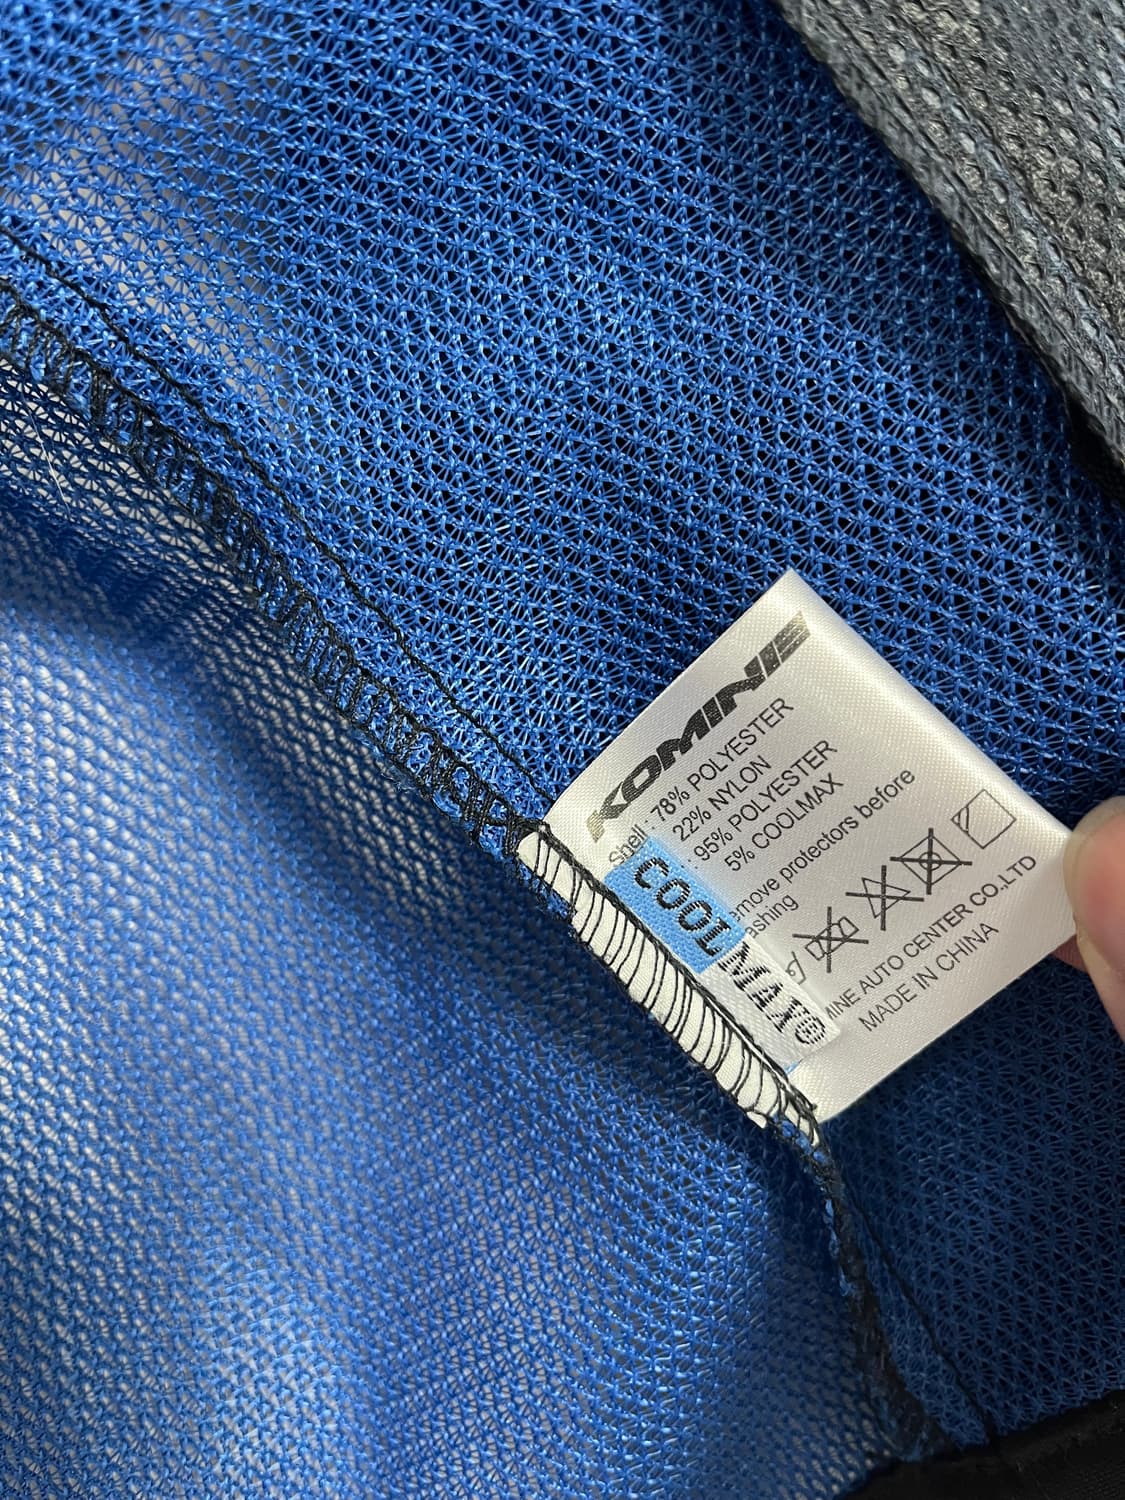 KOMINE
Shell : 78% POLYESTER
22% NYLON
: 95% POLYESTER
5% COOLMAX
emove protectors before
ashing
MINE AUTO CENTER CO.,LTD
MADE IN CHINA
COOLMAX®